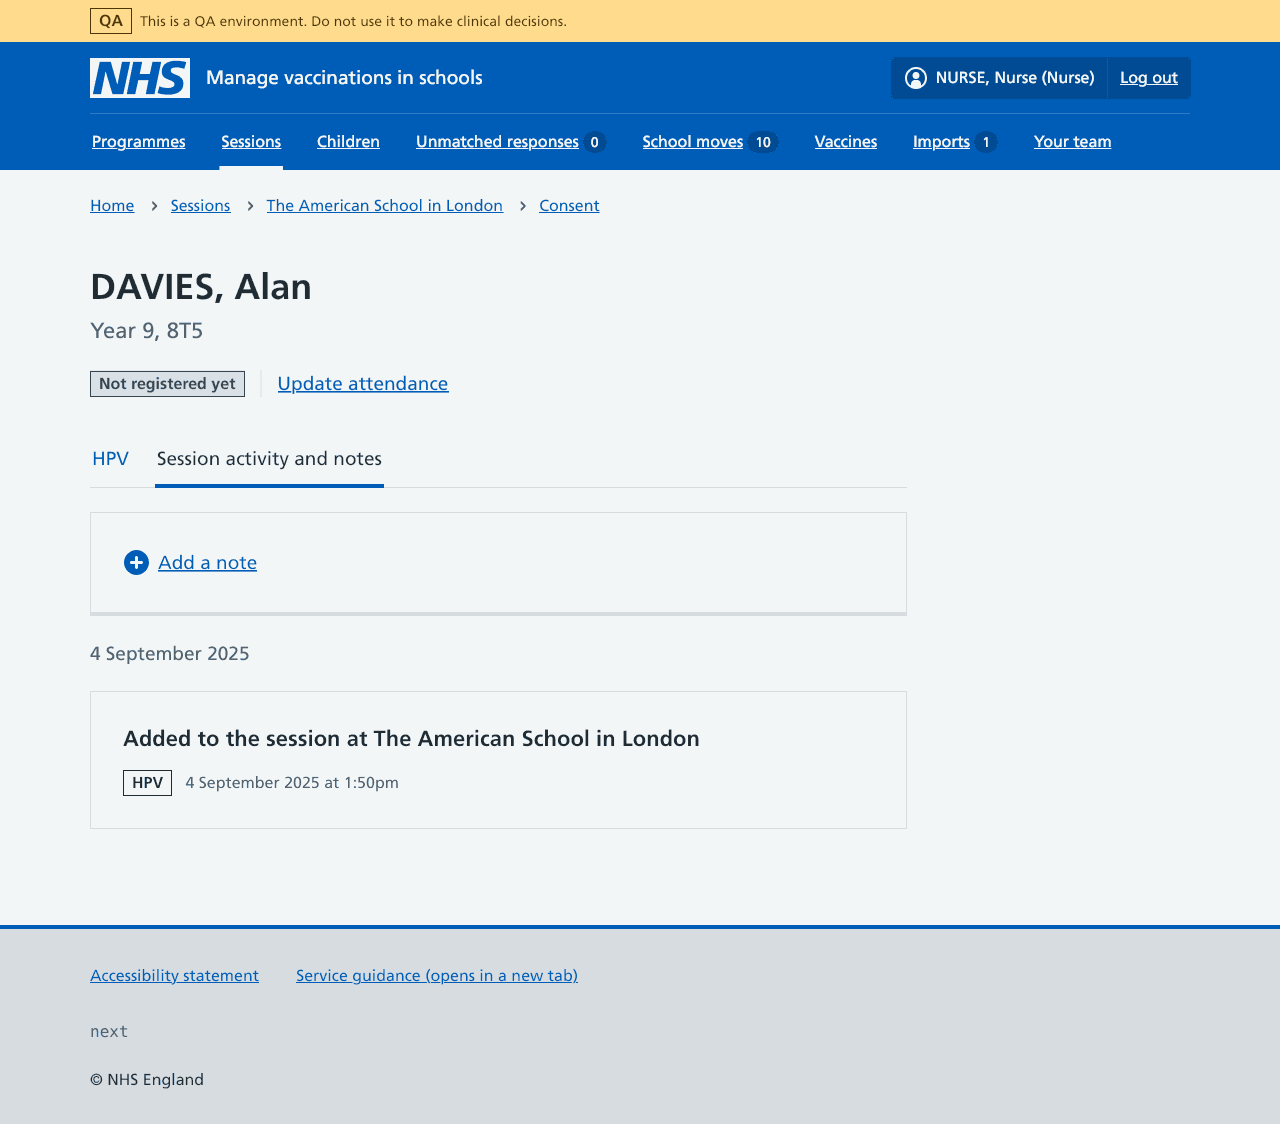 QA This is a QA environment. Do not use it to make clinical decisions.
NHS Manage vaccinations in schools NURSE, Nurse (Nurse) Log out
Programmes Sessions Children Unmatched responses 0 School moves 10 Vaccines Imports 1 Your team
Home › Sessions › The American School in London › Consent
DAVIES, Alan
Year 9, 8T5
Not registered yet Update attendance
HPV Session activity and notes
Add a note
4 September 2025
Added to the session at The American School in London
HPV 4 September 2025 at 1:50pm
Accessibility statement Service guidance (opens in a new tab)
next
© NHS England